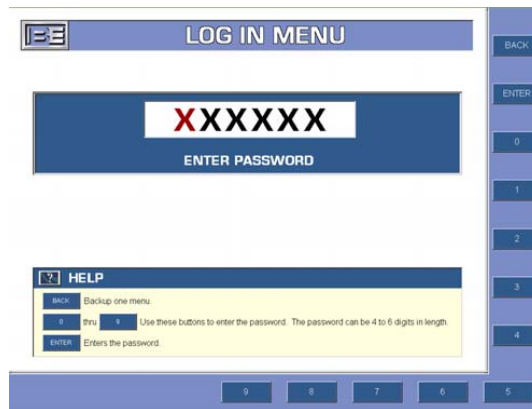 BE
LOG IN MENU
BACK
ENTER
0
1
2
3
4
XXXXXX
ENTER PASSWORD
? HELP
BACK Backup one menu.
0 thru 9 Use these buttons to enter the password. The password can be 4 to 6 digits in length.
ENTER Enters the password.
9 8 7 6 5